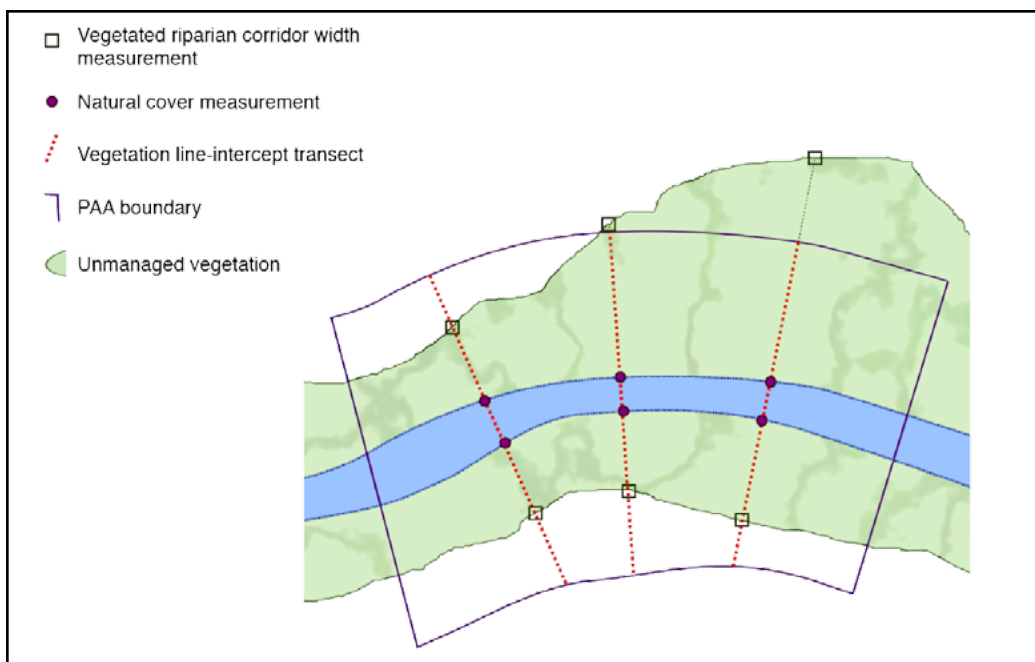 Vegetated riparian corridor width
measurement
Natural cover measurement
Vegetation line-intercept transect
PAA boundary
Unmanaged vegetation